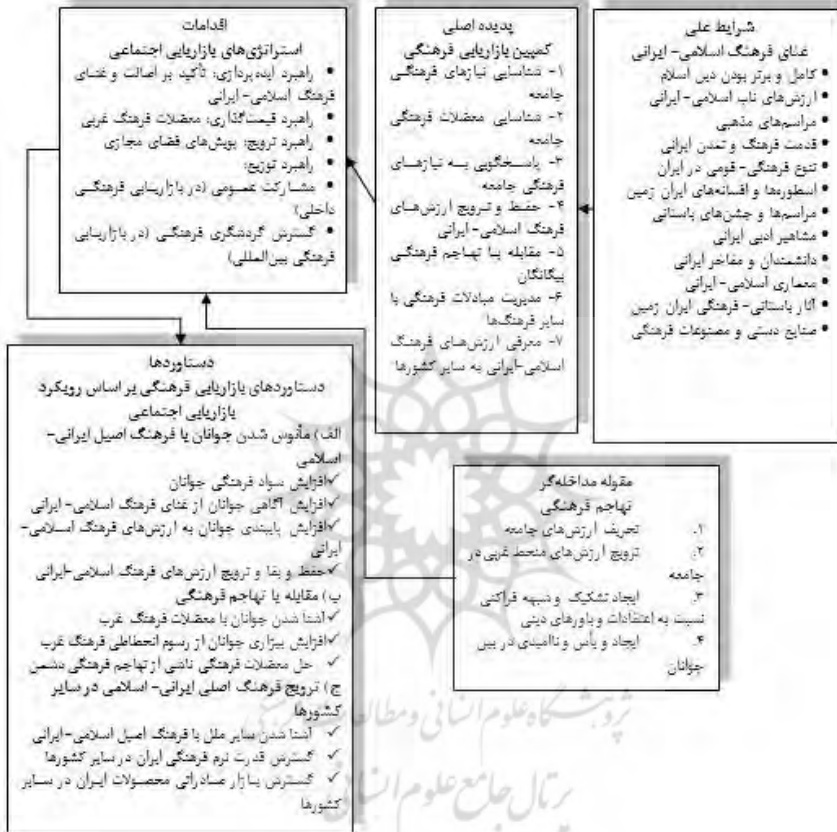 شرایط علی
غنای فرهنگ اسلامی- ایرانی
• کامل و برتر بودن دین اسلام
• ارزش‌های ناب اسلامی- ایرانی
• مراسم‌های مذهبی
• قدمت فرهنگ و تمدن ایرانی
• تنوع فرهنگی- قومی در ایران
• اسطوره‌ها و افسانه‌های ایران زمین
• مراسم‌ها و جشن‌های باستانی
• مشاهیر ادبی ایرانی
• دانشمندان و مفاخر ایرانی
• معماری اسلامی- ایرانی
• آثار باستانی- فرهنگی ایران زمین
• صنایع دستی و مصنوعات فرهنگی
پدیده اصلی
کمپین بازاریابی فرهنگی
۱- شناسایی نیازهای فرهنگی
جامعه
۲- شناسایی معضلات فرهنگی
جامعه
۳- پاسخگویی به نیازهای
فرهنگی جامعه
۴- حفظ و ترویج ارزش‌های
فرهنگ اسلامی- ایرانی
۵- مقابله با تهاجم فرهنگی
بیگانگان
۶- مدیریت مبادلات فرهنگی با
سایر فرهنگ‌ها
۷- معرفی ارزش‌های فرهنگ
اسلامی-ایرانی به سایر کشورها
اقدامات
استراتژی‌های بازاریابی اجتماعی
• راهبرد ایده‌پردازی: تأکید بر اصالت و غنای
فرهنگ اسلامی- ایرانی
• راهبرد قیمت‌گذاری: معضلات فرهنگ غربی
• راهبرد ترویج: پویش‌های فضای مجازی
• راهبرد توزیع:
• مشارکت عمومی (در بازاریابی فرهنگی
داخلی)
• گسترش گردشگری فرهنگی (در بازاریابی
فرهنگی بین‌المللی)
مقوله مداخله‌گر
تهاجم فرهنگی
۱. تحریف ارزش‌های جامعه
۲. ترویج ارزش‌های منحط غربی در
جامعه
۳. ایجاد تشکیک و شبهه فراکنی
نسبت به اعتقادات و باورهای دینی
۴. ایجاد و یأس و ناامیدی در بین
جوانان
دستاوردها
دستاوردهای بازاریابی فرهنگی بر اساس رویکرد
بازاریابی اجتماعی
الف) مأنوس شدن جوانان با فرهنگ اصیل ایرانی-
اسلامی
✓افزایش سواد فرهنگی جوانان
✓افزایش آگاهی جوانان از غنای فرهنگ اسلامی- ایرانی
✓افزایش پایبندی جوانان به ارزش‌های فرهنگ اسلامی-
ایرانی
✓حفظ و بقا و ترویج ارزش‌های فرهنگ اسلامی-ایرانی
ب) مقابله با تهاجم فرهنگی
✓آشنا شدن جوانان با معضلات فرهنگ غرب
✓افزایش بیزاری جوانان از رسوم انحطاطی فرهنگ غرب
✓ حل معضلات فرهنگی ناشی از تهاجم فرهنگی دشمن
ج) ترویج فرهنگ اصلی ایرانی- اسلامی در سایر
کشورها
✓ آشنا شدن سایر ملل با فرهنگ اصیل اسلامی-ایرانی
✓ گسترش قدرت نرم فرهنگی ایران در سایر کشورها
✓ گسترش بازار صادراتی محصولات ایران در سایر
کشورها
پژوهشگاه علوم انسانی و مطالعات فرهنگی
پرتال جامع علوم انسانی